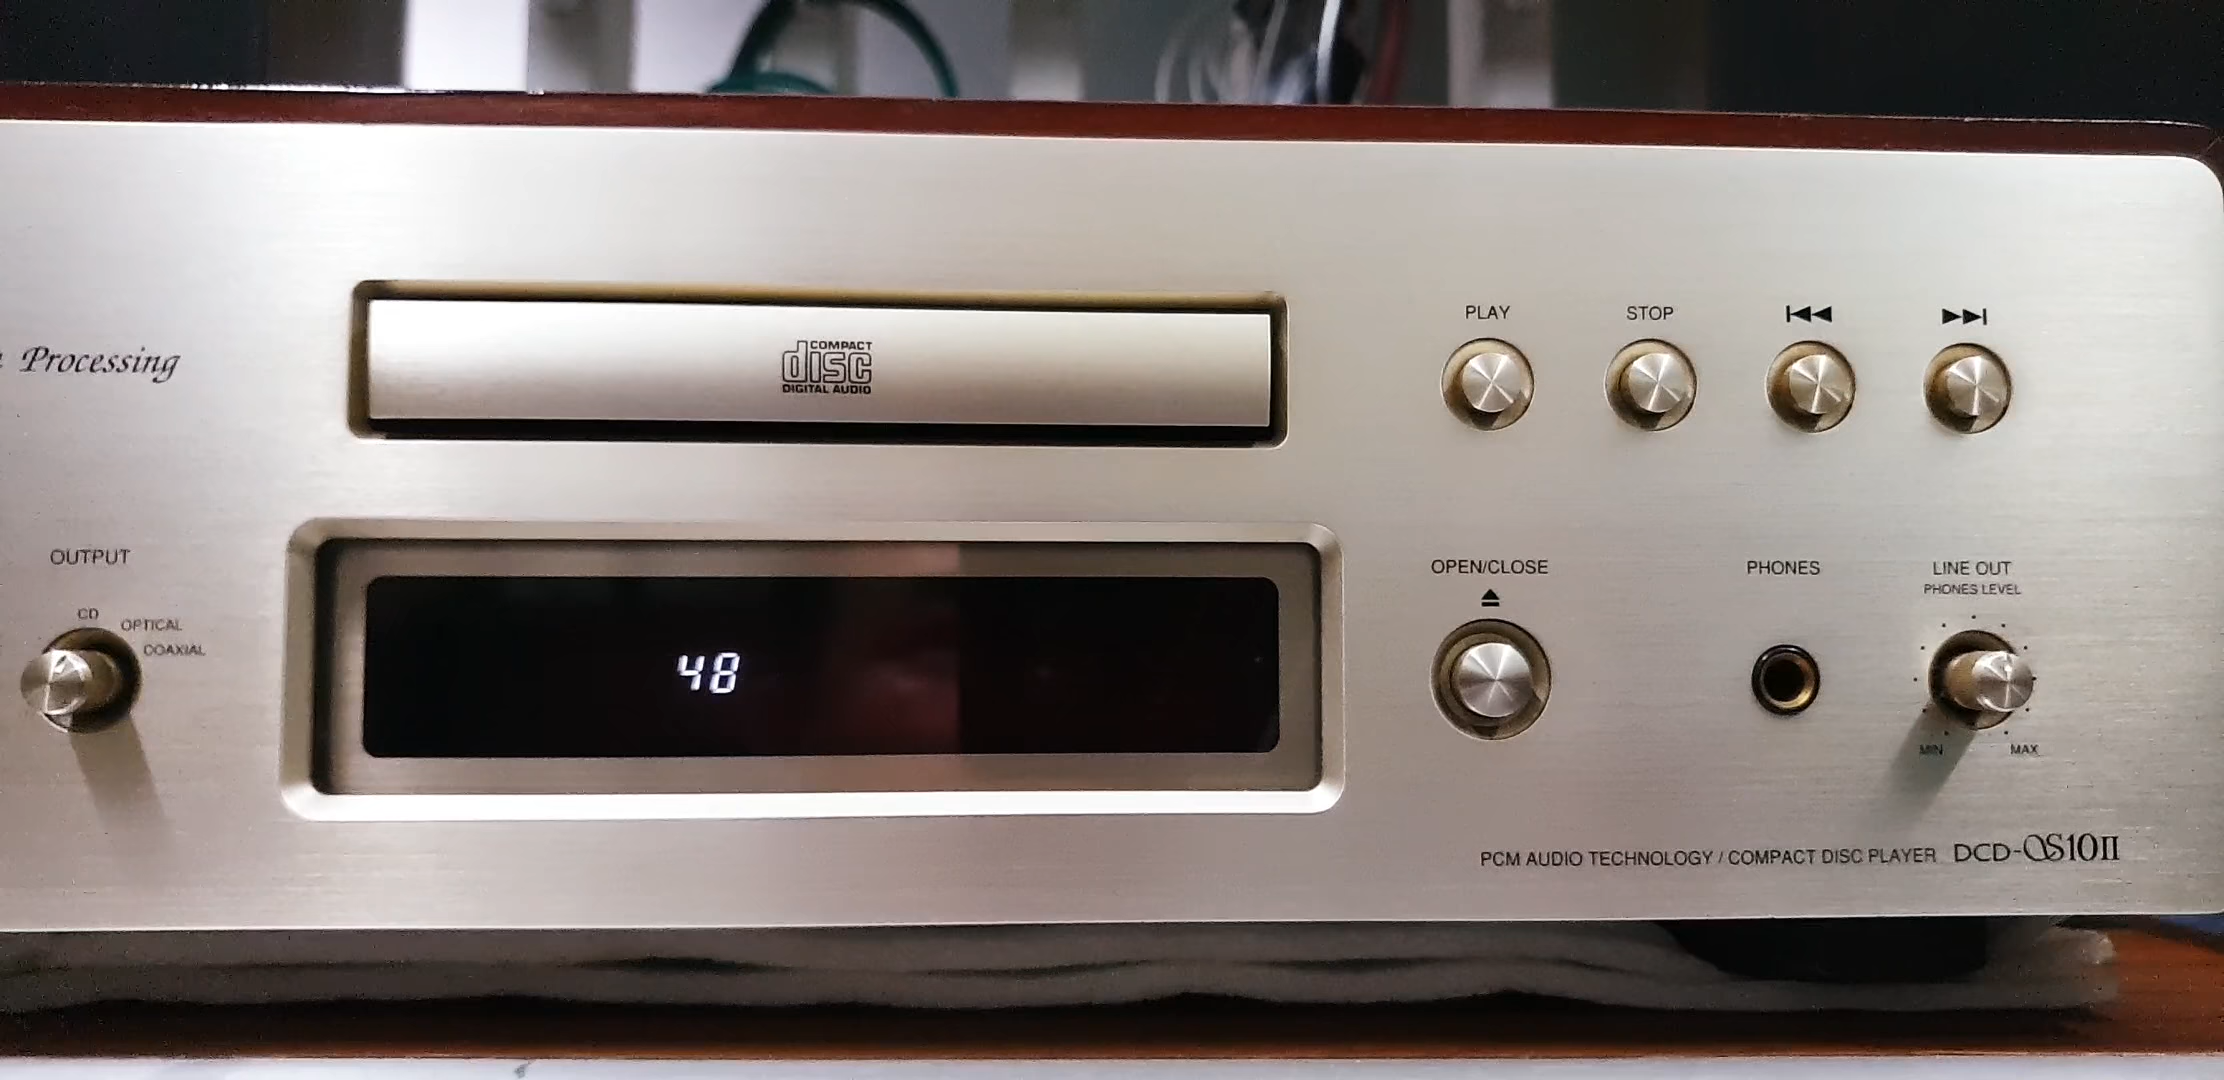 Processing
COMPACT
disc
DIGITAL AUDIO
PLAY STOP
OUTPUT
CD
OPTICAL
COAXIAL
48
OPEN/CLOSE
PHONES
LINE OUT
PHONES LEVEL
MIN MAX
PCM AUDIO TECHNOLOGY / COMPACT DISC PLAYER DCD-S10II